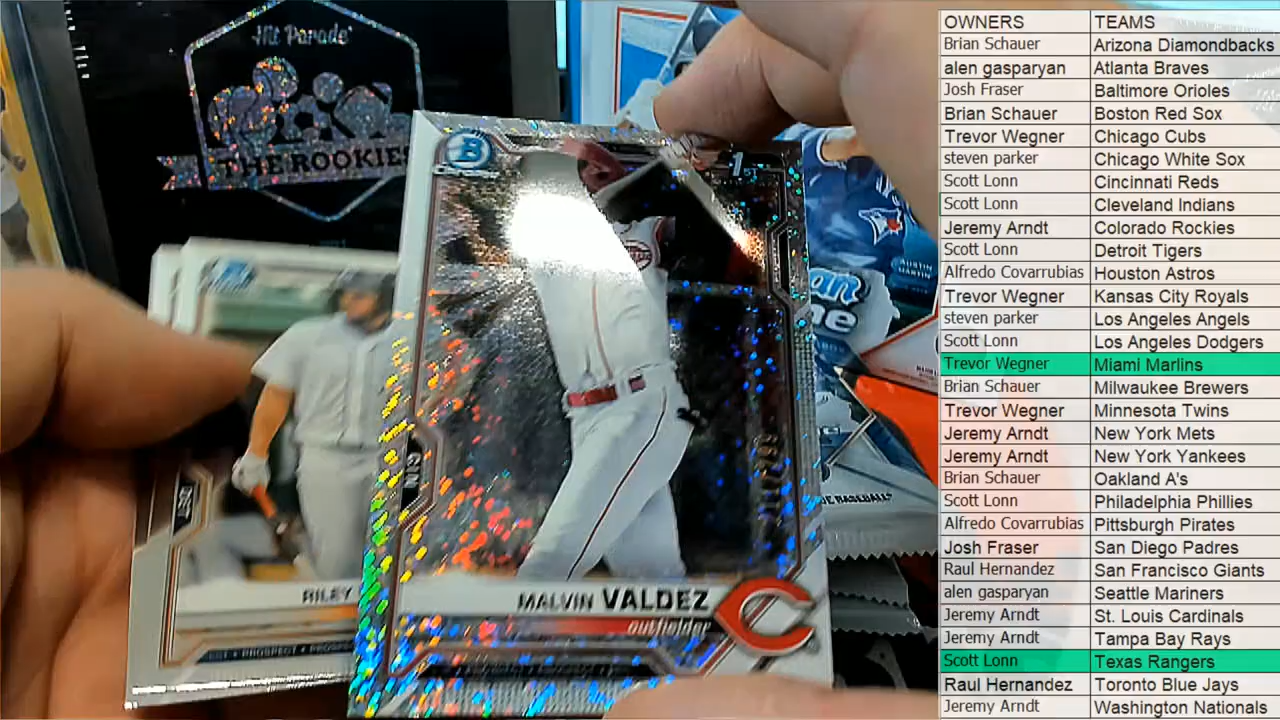 Hit Parade
THE ROOKIES
B
1st
AUSTIN MARTIN
CIN
DET
RILEY
MALVIN VALDEZ
outfielder
C
PROSPECT
BASEBALL
OWNERS TEAMS
Brian Schauer Arizona Diamondbacks
alen gasparyan Atlanta Braves
Josh Fraser Baltimore Orioles
Brian Schauer Boston Red Sox
Trevor Wegner Chicago Cubs
steven parker Chicago White Sox
Scott Lonn Cincinnati Reds
Scott Lonn Cleveland Indians
Jeremy Arndt Colorado Rockies
Scott Lonn Detroit Tigers
Alfredo Covarrubias Houston Astros
Trevor Wegner Kansas City Royals
steven parker Los Angeles Angels
Scott Lonn Los Angeles Dodgers
Trevor Wegner Miami Marlins
Brian Schauer Milwaukee Brewers
Trevor Wegner Minnesota Twins
Jeremy Arndt New York Mets
Jeremy Arndt New York Yankees
Brian Schauer Oakland A's
Scott Lonn Philadelphia Phillies
Alfredo Covarrubias Pittsburgh Pirates
Josh Fraser San Diego Padres
Raul Hernandez San Francisco Giants
alen gasparyan Seattle Mariners
Jeremy Arndt St. Louis Cardinals
Jeremy Arndt Tampa Bay Rays
Scott Lonn Texas Rangers
Raul Hernandez Toronto Blue Jays
Jeremy Arndt Washington Nationals